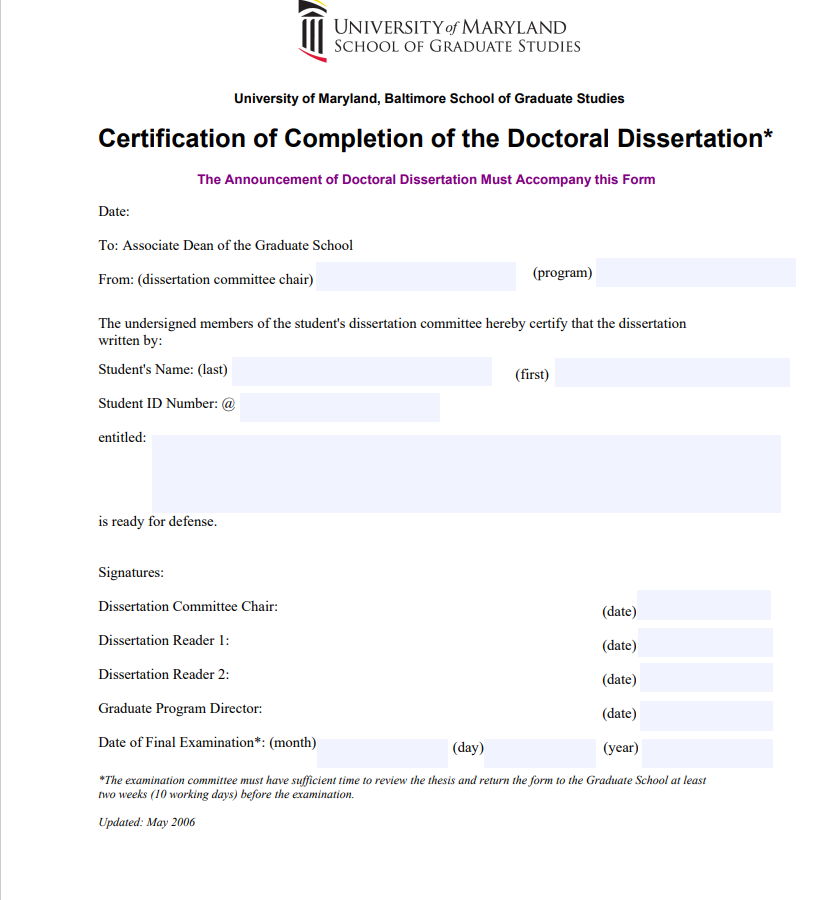 UNIVERSITY of MARYLAND
SCHOOL OF GRADUATE STUDIES
University of Maryland, Baltimore School of Graduate Studies
Certification of Completion of the Doctoral Dissertation*
The Announcement of Doctoral Dissertation Must Accompany this Form
Date:
To: Associate Dean of the Graduate School
From: (dissertation committee chair) (program)
The undersigned members of the student's dissertation committee hereby certify that the dissertation
written by:
Student's Name: (last) (first)
Student ID Number: @
entitled:
is ready for defense.
Signatures:
Dissertation Committee Chair: (date)
Dissertation Reader 1: (date)
Dissertation Reader 2: (date)
Graduate Program Director: (date)
Date of Final Examination*: (month) (day) (year)
*The examination committee must have sufficient time to review the thesis and return the form to the Graduate School at least
two weeks (10 working days) before the examination.
Updated: May 2006